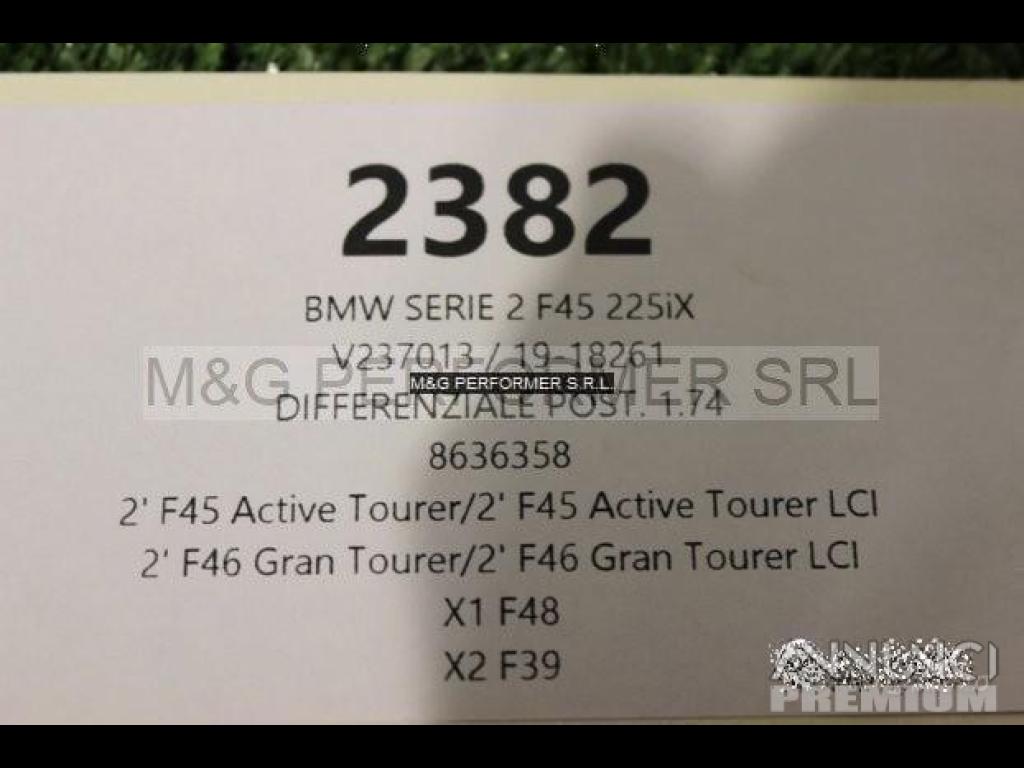 2382
BMW SERIE 2 F45 225iX
V237013 / 19-18261
M&G PERFORMER SRL
M&G PERFORMER S.R.L.
DIFFERENZIALE POST. 1.74
8636358
2' F45 Active Tourer/2' F45 Active Tourer LCI
2' F46 Gran Tourer/2' F46 Gran Tourer LCI
X1 F48
X2 F39
PREMIUM